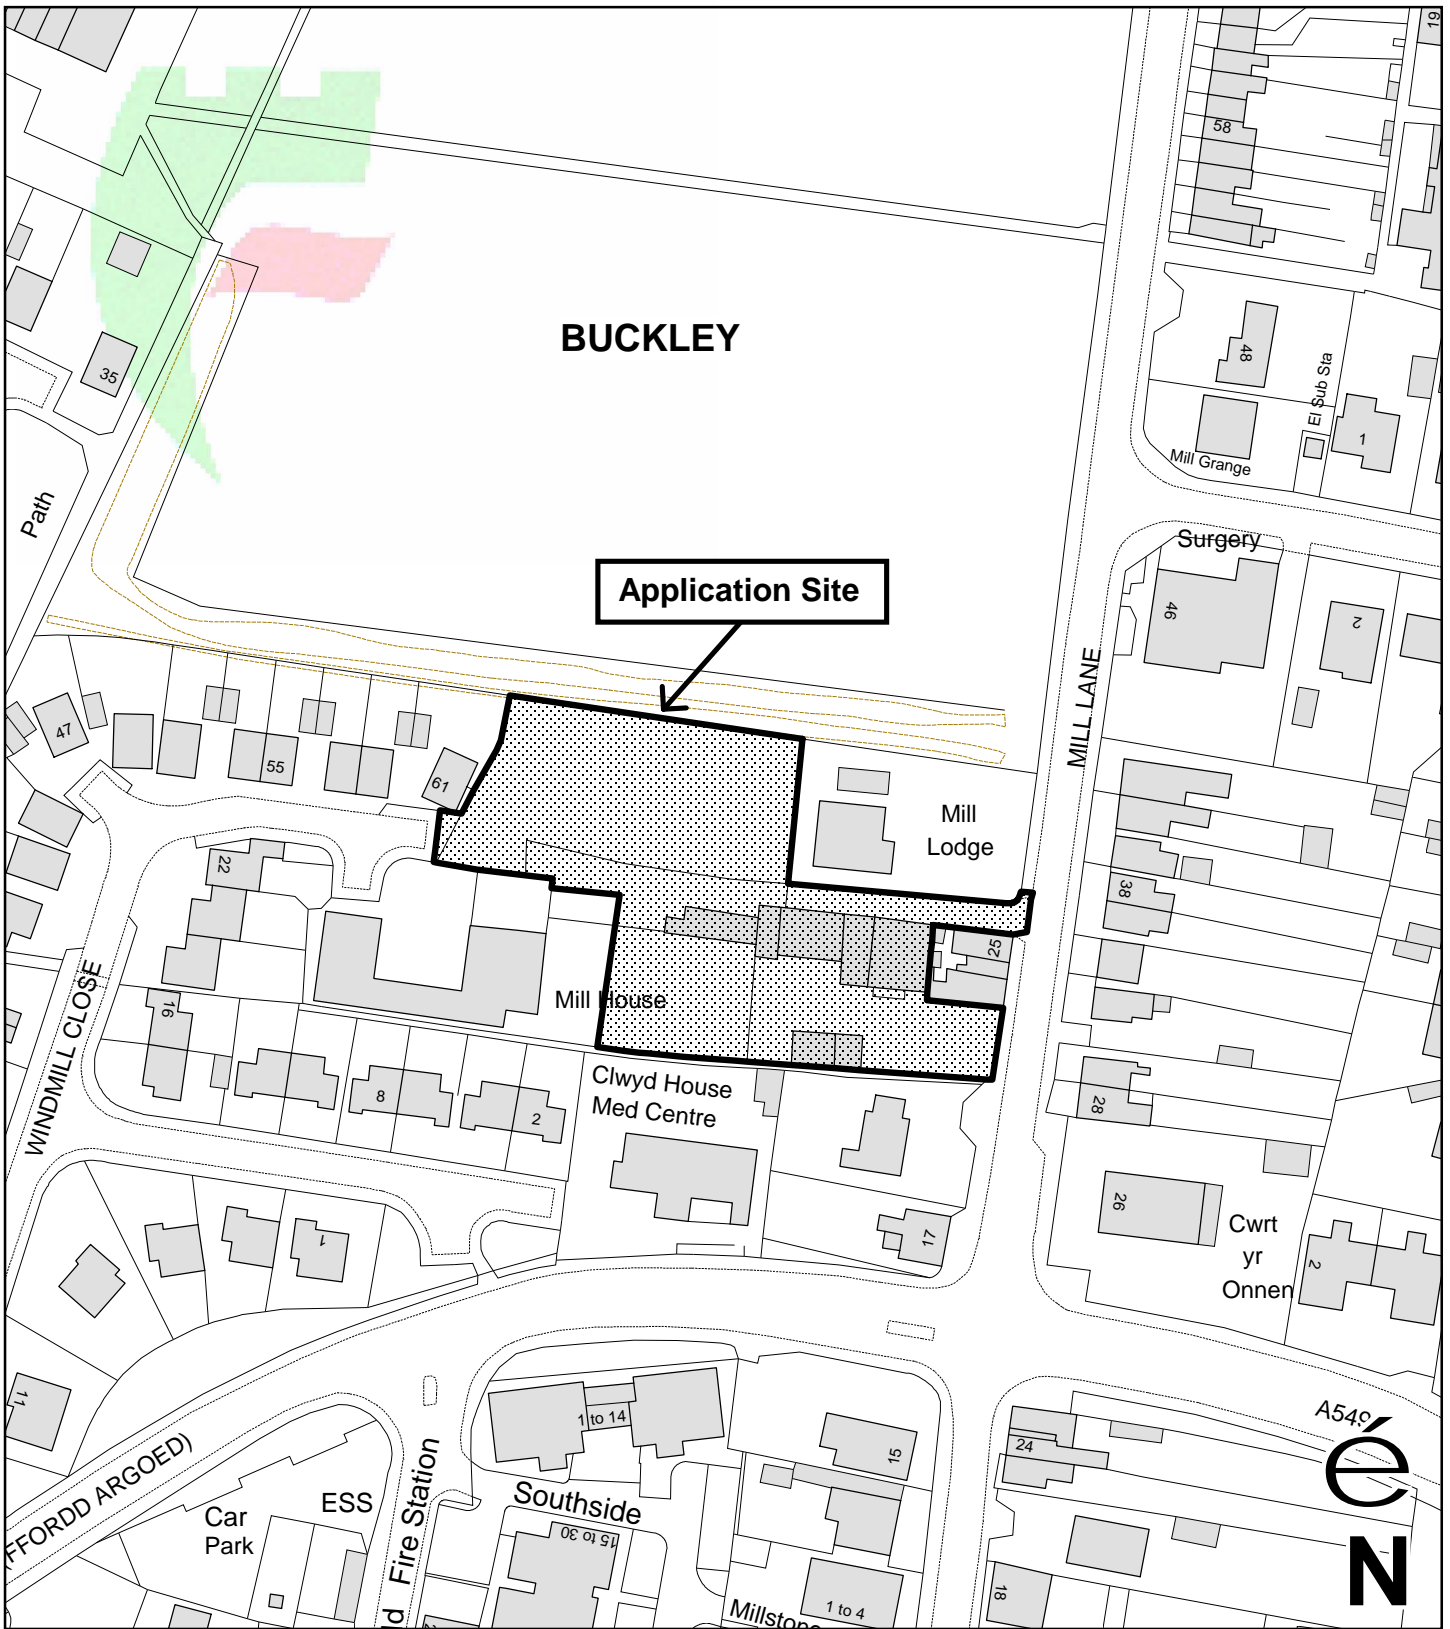 19
58
BUCKLEY
35
48
El Sub Sta
1
Mill Grange
Path
Surgery
46
2
Application Site
MILL LANE
47
55
61
Mill
Lodge
22
38
25
Mill House
16
WINDMILL CLOSE
Clwyd House
Med Centre
8
2
28
26
17
1
Cwrt
yr
Onnen
2
11
1 to 14
A549
15
24
é
FFORDD ARGOED)
Car
Park
ESS
Fire Station
Southside
15 to 30
18
N
1 to 4